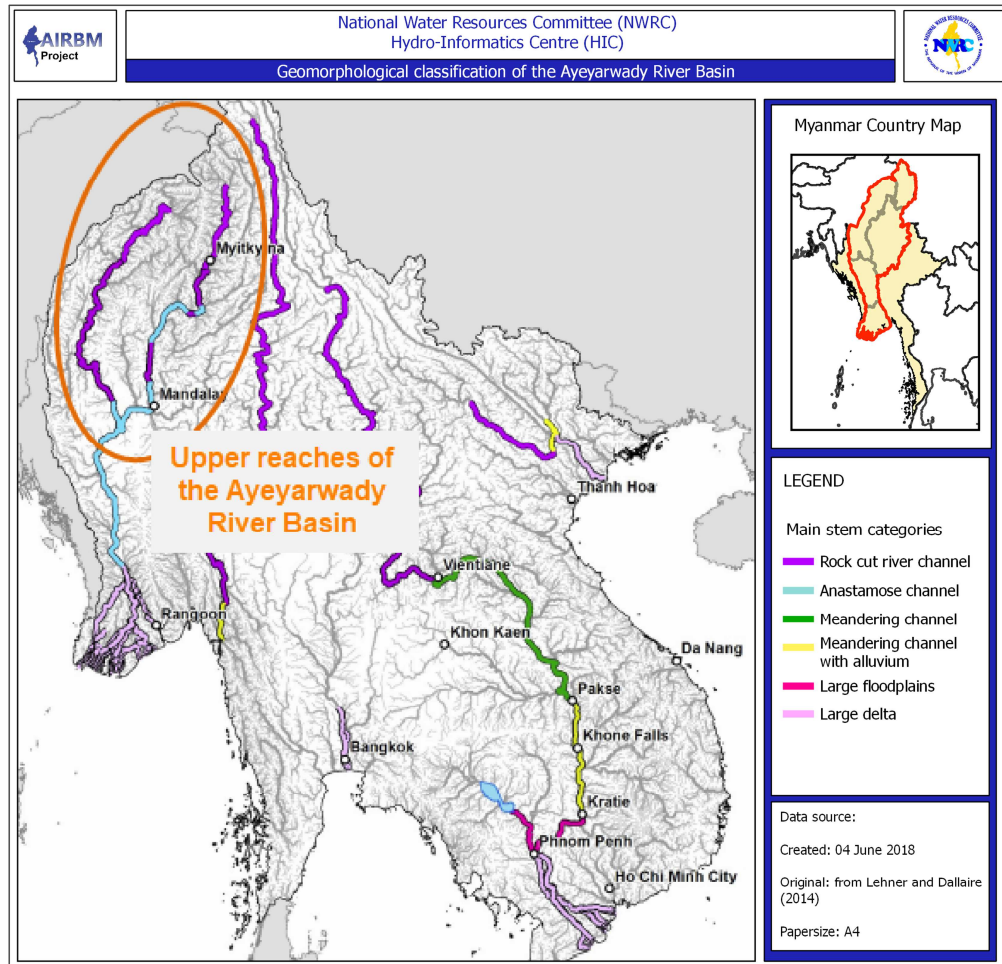 AIRBM
Project
National Water Resources Committee (NWRC)
Hydro-Informatics Centre (HIC)
Geomorphological classification of the Ayeyarwady River Basin
NWRC
Myitkyina
Mandalay
Upper reaches of
the Ayeyarwady
River Basin
Thanh Hoa
Vientiane
Rangoon
Khon Kaen
Da Nang
Pakse
Khone Falls
Bangkok
Kratie
Phnom Penh
Ho Chi Minh City
Myanmar Country Map
LEGEND
Main stem categories
Rock cut river channel
Anastamose channel
Meandering channel
Meandering channel
with alluvium
Large floodplains
Large delta
Data source:
Created: 04 June 2018
Original: from Lehner and Dallaire
(2014)
Papersize: A4